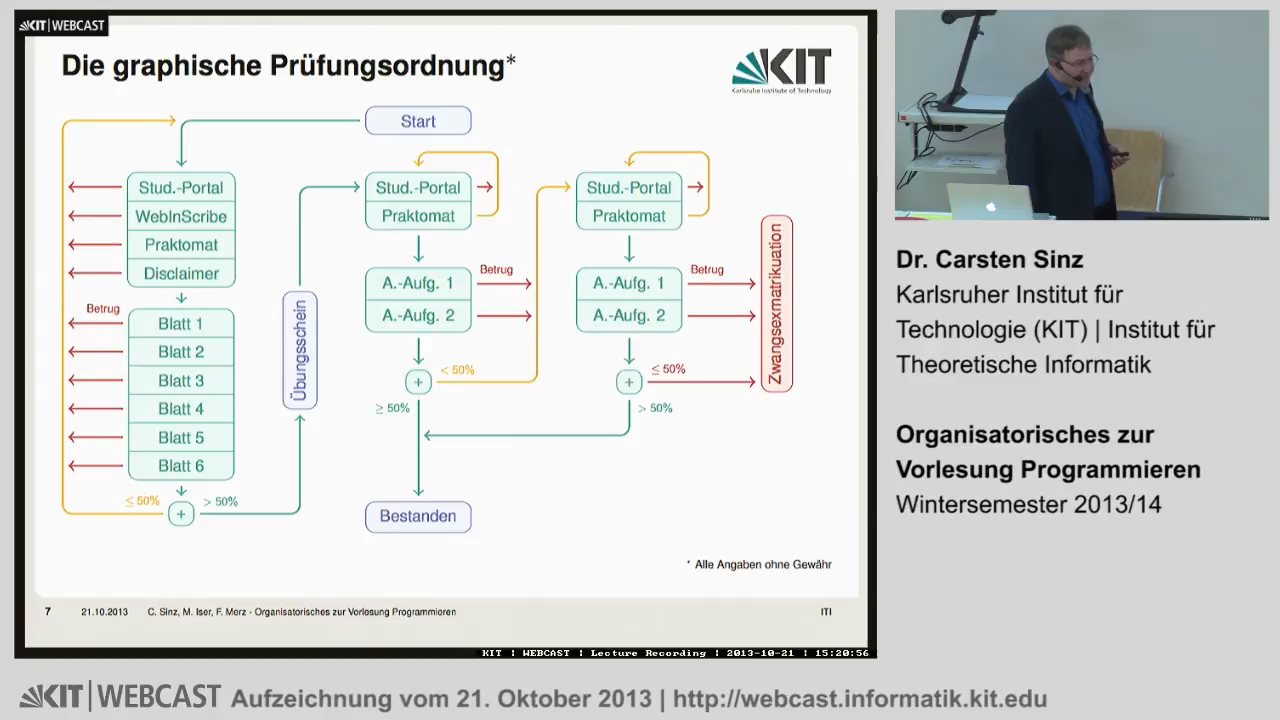 KIT | WEBCAST
Die graphische Prüfungsordnung*
KIT
Karlsruhe Institute of Technology
Start
Stud.-Portal
WebInScribe
Praktomat
Disclaimer
Betrug
Blatt 1
Blatt 2
Blatt 3
Blatt 4
Blatt 5
Blatt 6
≤ 50%
+
> 50%
Übungsschein
Stud.-Portal
Praktomat
A.-Aufg. 1
Betrug
A.-Aufg. 2
+
< 50%
≥ 50%
Bestanden
Stud.-Portal
Praktomat
A.-Aufg. 1
Betrug
A.-Aufg. 2
+
≤ 50%
> 50%
Zwangsexmatrikuation
* Alle Angaben ohne Gewähr
7 21.10.2013 C. Sinz, M. Iser, F. Merz - Organisatorisches zur Vorlesung Programmieren ITI
KIT ¦ WEBCAST ¦ Lecture Recording ¦ 2013-10-21 ¦ 15:20:56
Dr. Carsten Sinz
Karlsruher Institut für
Technologie (KIT) | Institut für
Theoretische Informatik
Organisatorisches zur
Vorlesung Programmieren
Wintersemester 2013/14
KIT | WEBCAST Aufzeichnung vom 21. Oktober 2013 | http://webcast.informatik.kit.edu